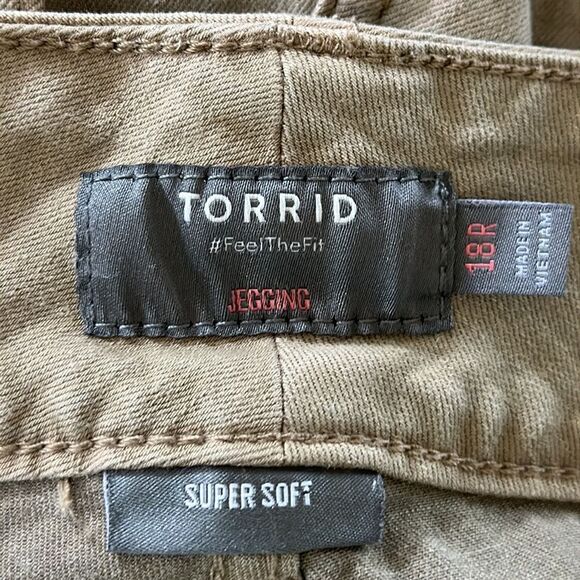 TORRID
#FeelTheFit
JEGGING
18R
MADE IN
VIETNAM
SUPER SOFT